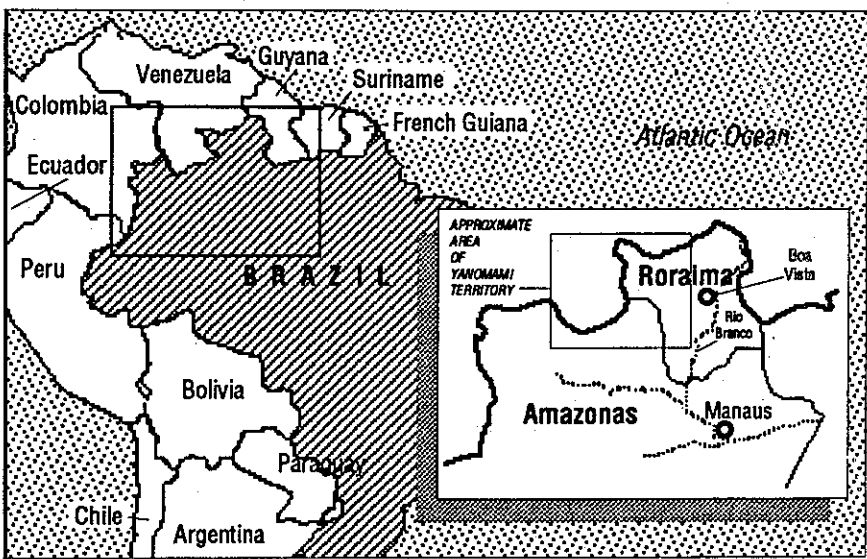 Guyana
Venezuela
Suriname
Colombia
French Guiana
Atlantic Ocean
Ecuador
Peru
BRAZIL
Bolivia
Paraguay
Chile
Argentina
APPROXIMATE
AREA
OF
YANOMAMI
TERRITORY
Roraima
Boa
Vista
Rio
Branco
Amazonas
Manaus